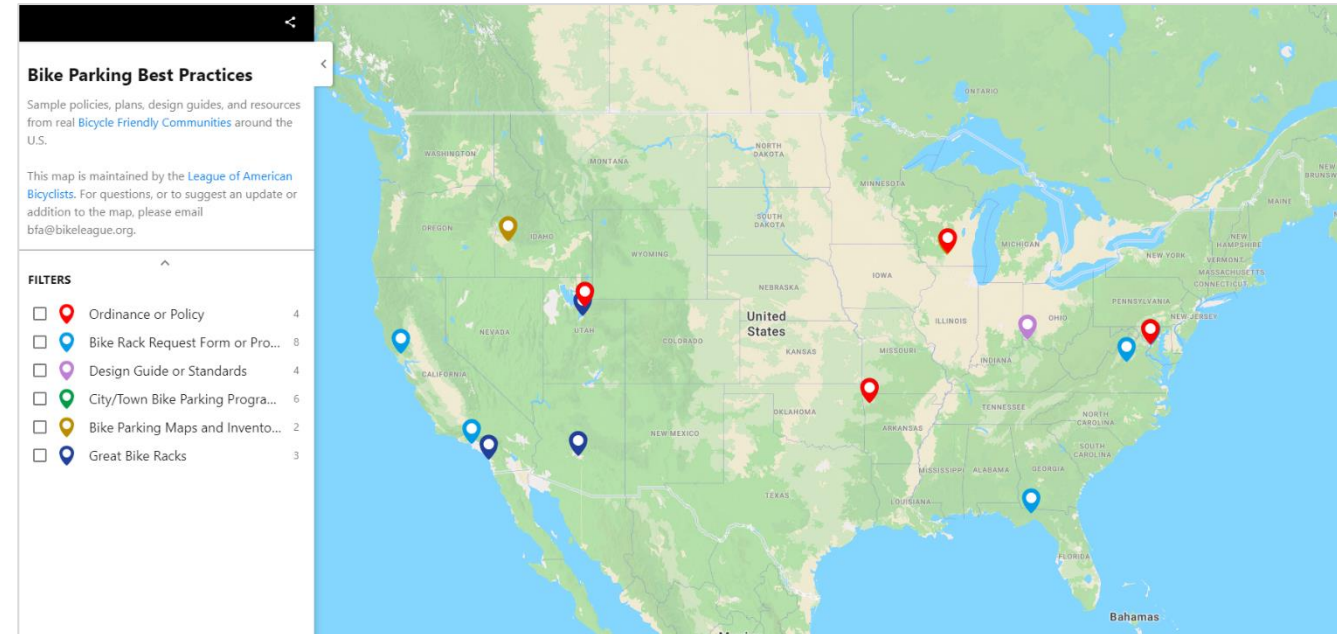 Bike Parking Best Practices
Sample policies, plans, design guides, and resources
from real Bicycle Friendly Communities around the
U.S.
This map is maintained by the League of American
Bicyclists. For questions, or to suggest an update or
addition to the map, please email
bfa@bikeleague.org.
FILTERS
Ordinance or Policy 4
Bike Rack Request Form or Pro... 8
Design Guide or Standards 4
City/Town Bike Parking Progra... 6
Bike Parking Maps and Invento... 2
Great Bike Racks 3
ONTARIO
WASHINGTON
MONTANA
NORTH
DAKOTA
MINNESOTA
NEW
BRUNSW
MAINE
OREGON
IDAHO
SOUTH
DAKOTA
WYOMING
MICHIGAN
NEW
HAMPSHIRE
NEW YORK
VERMONT
MASSACHUSETTS
CONNECTICUT
IOWA
NEBRASKA
PENNSYLVANIA
United
States
ILLINOIS
OHIO
NEW JERSEY
NEVADA
UTAH
COLORADO
KANSAS
MISSOURI
INDIANA
CALIFORNIA
OKLAHOMA
TENNESSEE
NORTH
CAROLINA
NEW MEXICO
ARKANSAS
SOUTH
CAROLINA
MISSISSIPPI
ALABAMA
GEORGIA
TEXAS
LOUISIANA
FLORIDA
Bahamas